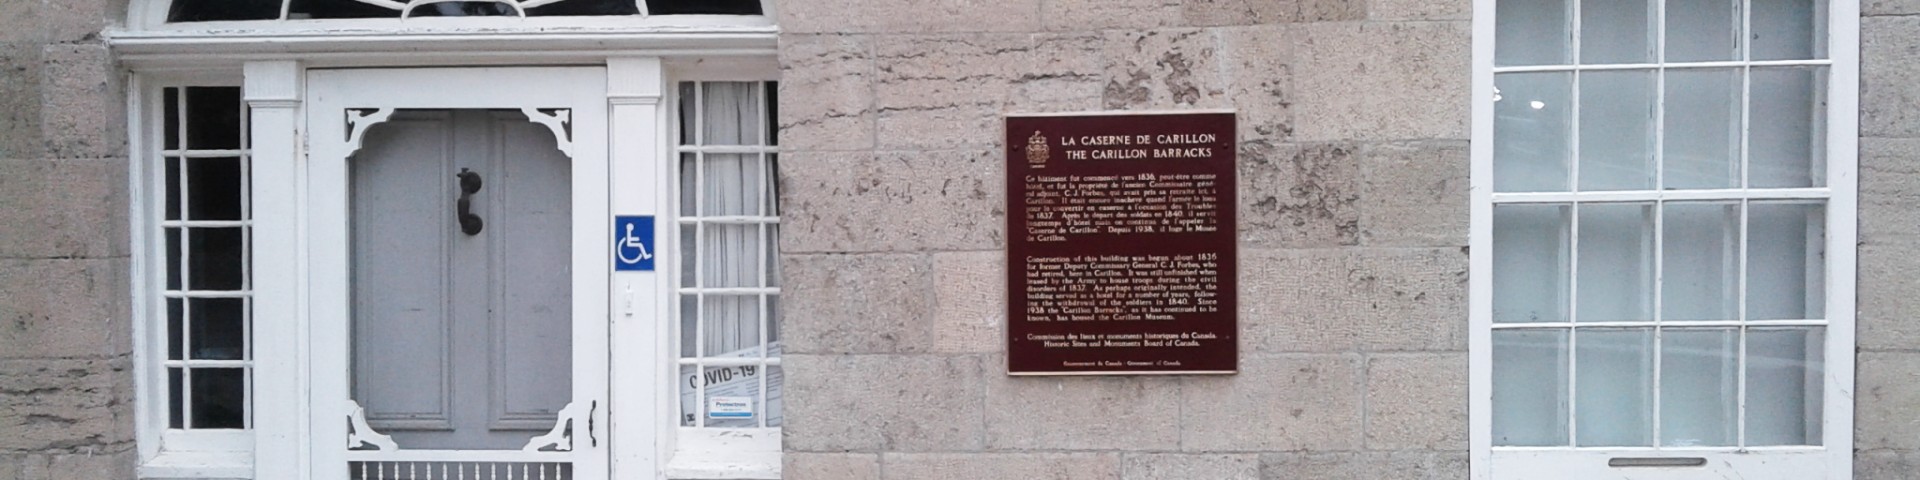 LA CASERNE DE CARILLON
THE CARILLON BARRACKS
Ce bâtiment fut commencé vers 1836, peut-être comme
hôtel, et fut la propriété de l'ancien Commissaire géné-
ral adjoint, C. J. Forbes, qui avait pris sa retraite ici, à
Carillon. Il était encore inachevé quand l'armée le loua
pour le convertir en caserne à l'occasion des Troubles
de 1837. Après le départ des soldats en 1840, il servit
longtemps d'hôtel mais on continua de l'appeler la
"Caserne de Carillon". Depuis 1938, il loge le Musée
de Carillon.
Construction of this building was begun about 1836
for former Deputy Commissary General C. J. Forbes, who
had retired, here in Carillon. It was still unfinished when
leased by the Army to house troops during the civil
disorders of 1837. As perhaps originally intended, the
building served as a hotel for a number of years, follow-
ing the withdrawal of the soldiers in 1840. Since
1938 the "Carillon Barracks", as it has continued to be
known, has housed the Carillon Museum.
Commission des lieux et monuments historiques du Canada.
Historic Sites and Monuments Board of Canada.
Gouvernement du Canada - Government of Canada
COVID-19
Protectron